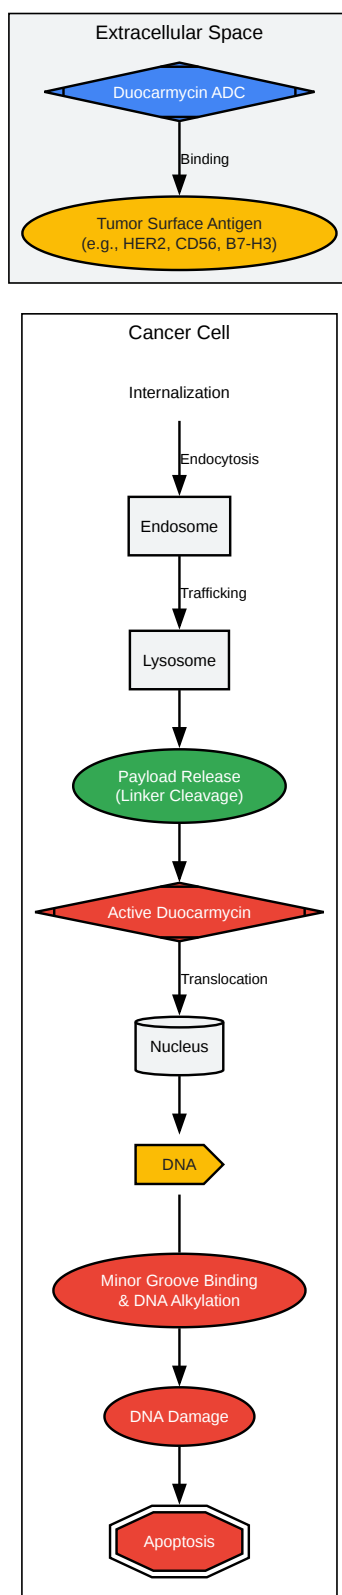 Extracellular Space
Duocarmycin ADC
Binding
Tumor Surface Antigen
(e.g., HER2, CD56, B7-H3)
Cancer Cell
Internalization
Endocytosis
Endosome
Trafficking
Lysosome
Payload Release
(Linker Cleavage)
Active Duocarmycin
Translocation
Nucleus
DNA
Minor Groove Binding
& DNA Alkylation
DNA Damage
Apoptosis